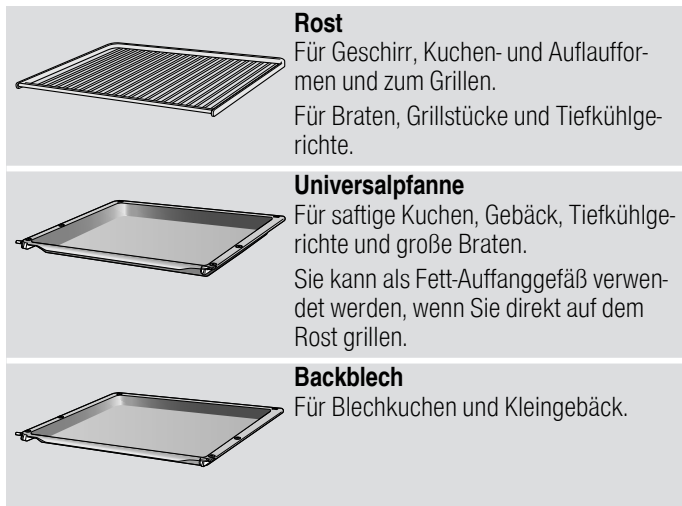 Rost
Für Geschirr, Kuchen- und Auflauffor-
men und zum Grillen.
Für Braten, Grillstücke und Tiefkühlge-
richte.
Universalpfanne
Für saftige Kuchen, Gebäck, Tiefkühlge-
richte und große Braten.
Sie kann als Fett-Auffanggefäß verwen-
det werden, wenn Sie direkt auf dem
Rost grillen.
Backblech
Für Blechkuchen und Kleingebäck.